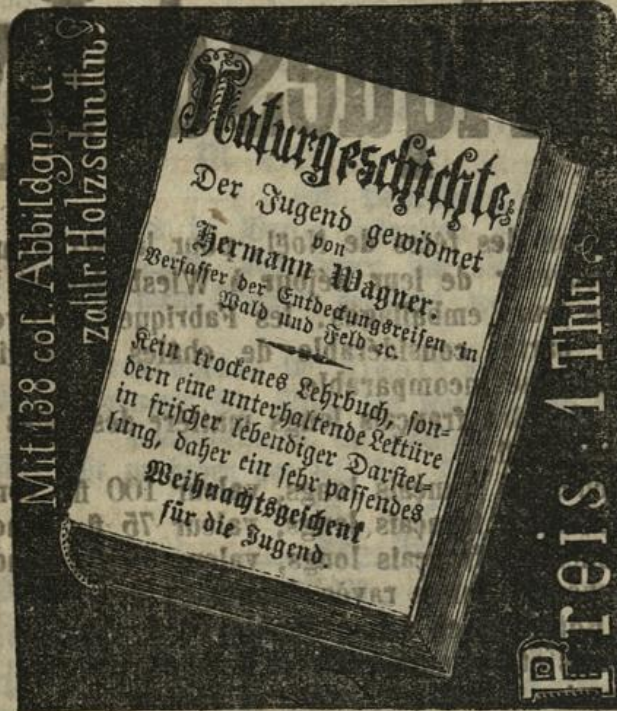 Mit 138 col. Abbildgn u.
zahlr Holzschnttn.
Naturgeschichte.
Der Jugend gewidmet
von
Hermann Wagner.
Verfasser der Entdeckungsreisen in
Wald und Feld ꝛc.
Kein trockenes Lehrbuch, son-
dern eine unterhaltende Lektüre
in frischer lebendiger Darstel-
lung, daher ein sehr passendes
Weihnachtsgeschenk
für die Jugend.
Preis: 1 Thlr